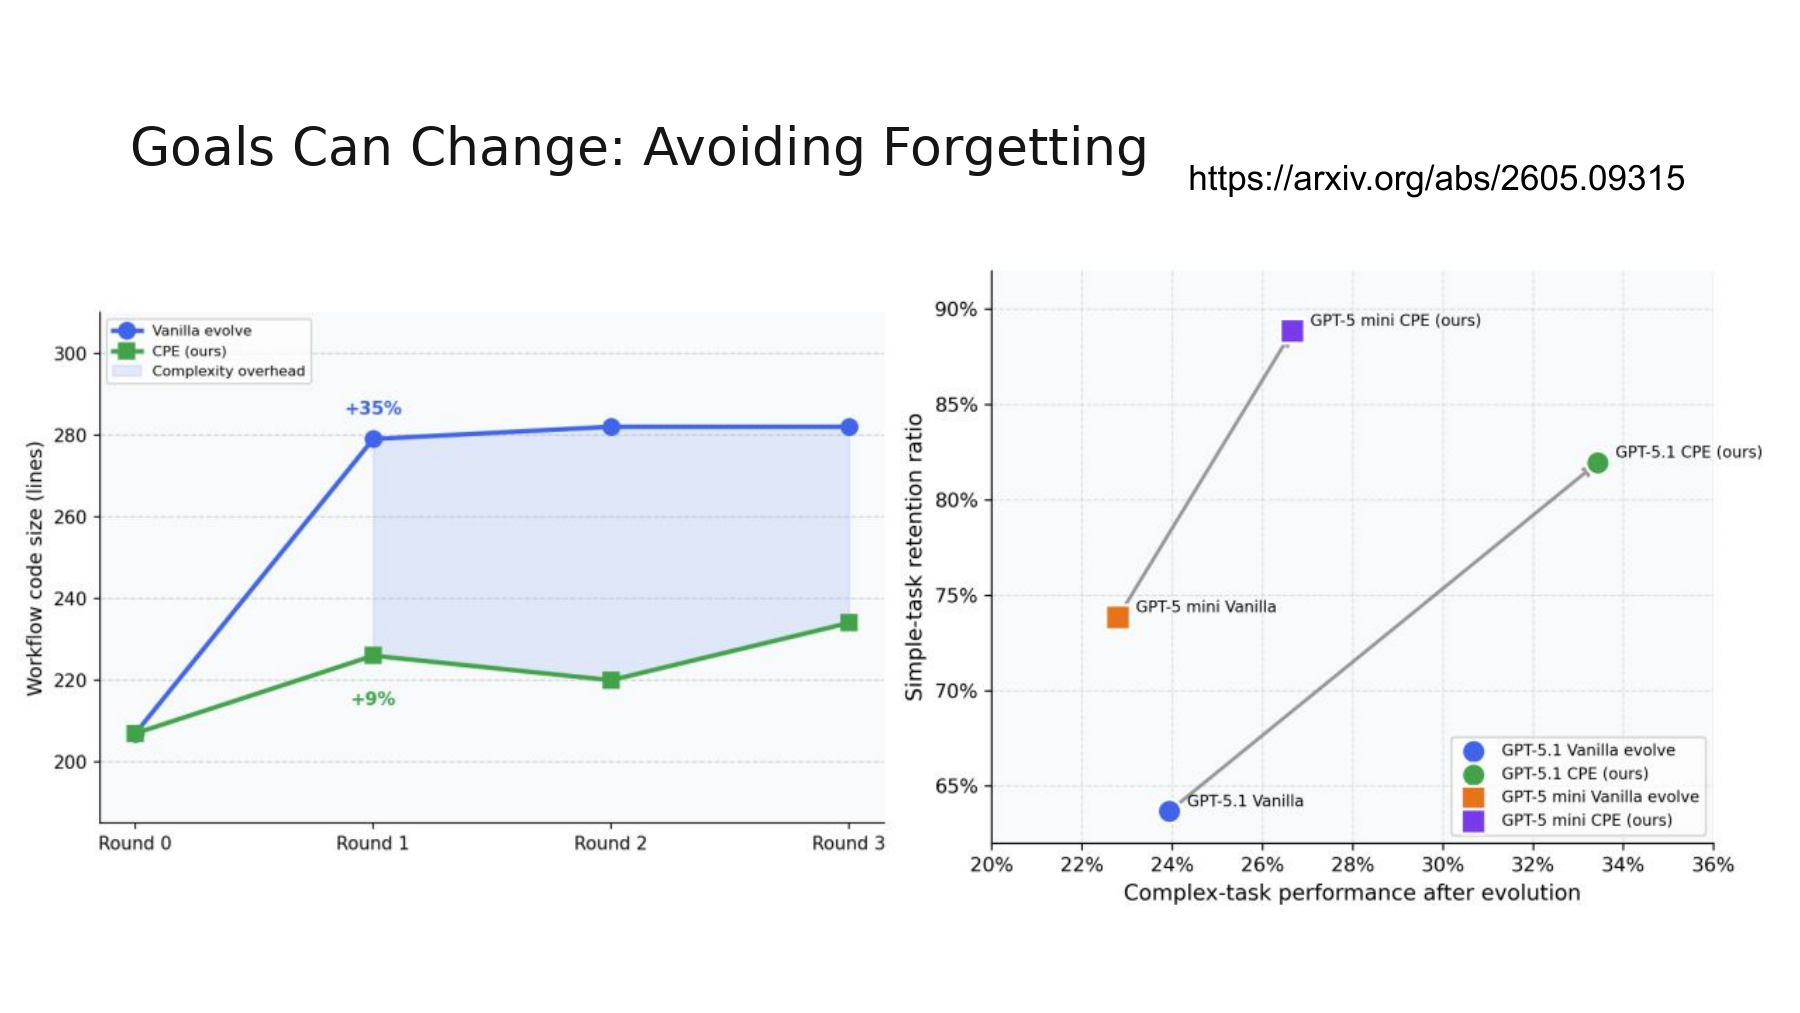 Goals Can Change: Avoiding Forgetting
https://arxiv.org/abs/2605.09315
Vanilla evolve
CPE (ours)
Complexity overhead
Workflow code size (lines)
300
280
260
240
220
200
+35%
+9%
Round 0
Round 1
Round 2
Round 3
Simple-task retention ratio
90%
85%
80%
75%
70%
65%
GPT-5 mini CPE (ours)
GPT-5.1 CPE (ours)
GPT-5 mini Vanilla
GPT-5.1 Vanilla
GPT-5.1 Vanilla evolve
GPT-5.1 CPE (ours)
GPT-5 mini Vanilla evolve
GPT-5 mini CPE (ours)
20%
22%
24%
26%
28%
30%
32%
34%
36%
Complex-task performance after evolution